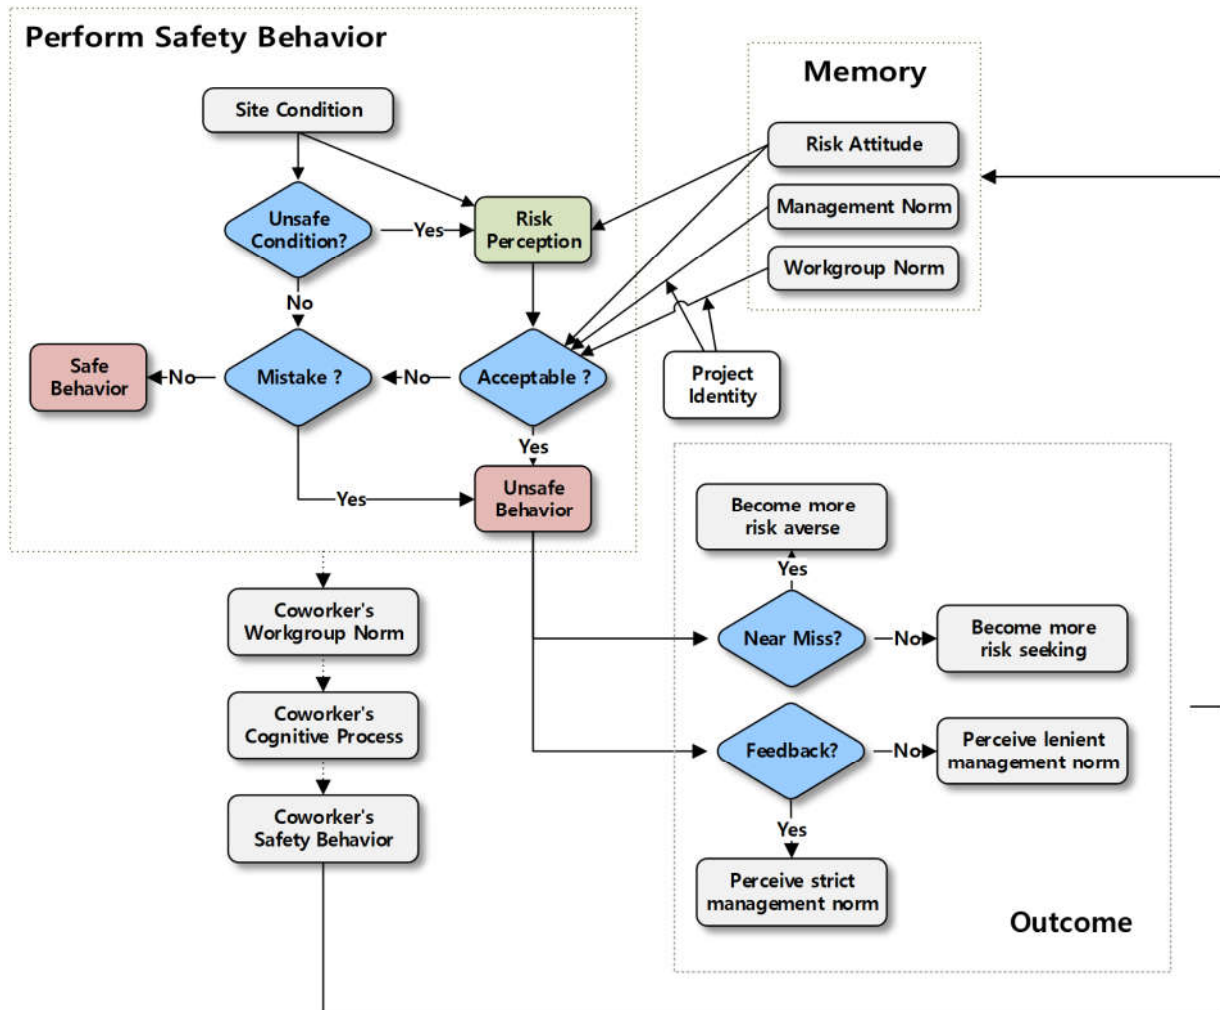 Perform Safety Behavior
Site Condition
Unsafe
Condition?
Yes
Risk
Perception
No
Safe
Behavior
No
Mistake ?
No
Acceptable ?
Yes
Yes
Unsafe
Behavior
Memory
Risk Attitude
Management Norm
Workgroup Norm
Project
Identity
Coworker's
Workgroup Norm
Coworker's
Cognitive Process
Coworker's
Safety Behavior
Become more
risk averse
Yes
Near Miss?
No
Become more
risk seeking
Feedback?
No
Perceive lenient
management norm
Yes
Perceive strict
management norm
Outcome